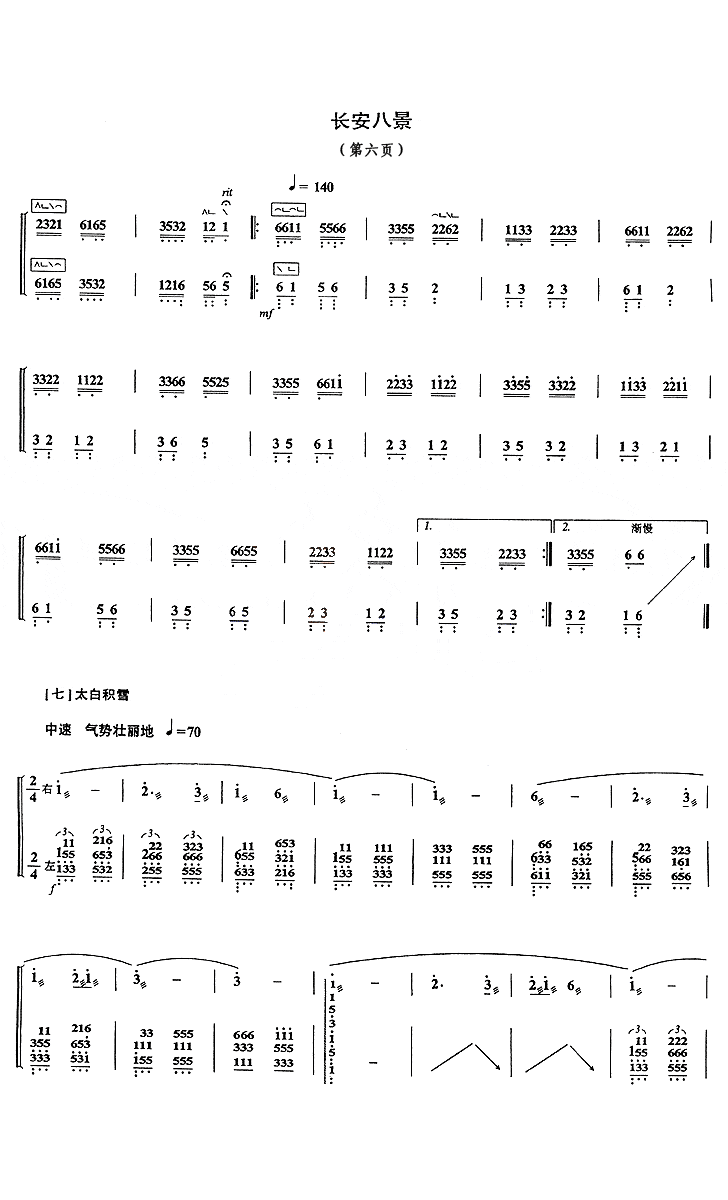 长安八景
（第六页）
rit
♩= 140
2321 6165 | 3532 12 1 |: 6611 5566 | 3355 2262 | 1133 2233 | 6611 2262 |
6165 3532 | 1216 56 5 |: 6 1 5 6 | 3 5 2 | 1 3 2 3 | 6 1 2 |
mf
3322 1122 | 3366 5525 | 3355 6611 | 2233 1122 | 3355 3322 | 1133 2211 |
3 2 1 2 | 3 6 5 | 3 5 6 1 | 2 3 1 2 | 3 5 3 2 | 1 3 2 1 |
1. 2. 渐慢
6611 5566 | 3355 6655 | 2233 1122 | 3355 2233 :| 3355 6 6 ‖
6 1 5 6 | 3 5 6 5 | 2 3 1 2 | 3 5 2 3 :| 3 2 1 6 ‖
[七]太白积雪
中速 气势壮丽地 ♩=70
2/4 右 1 – | 2· 3 | 1 6 | 1 – | 1 – | 6 – | 2· 3 |
3 3 3 3
11 216 22 323 11 653 11 111 333 555 66 165 22 323
2/4 左 155 653 | 266 666 | 655 321 | 155 555 | 111 111 | 633 532 | 566 161 |
133 532 255 555 633 216 133 333 555 555 611 321 555 656
f
1 2 1 | 3 – | 3 – | 1 – | 2· 3 | 2 1 6 | 1 – |
11 216 33 555 666 111 1 5 3 1 5 1 3 3 11 222
355 653 | 111 111 | 333 555 | – | 155 666
333 531 155 555 111 333 133 555